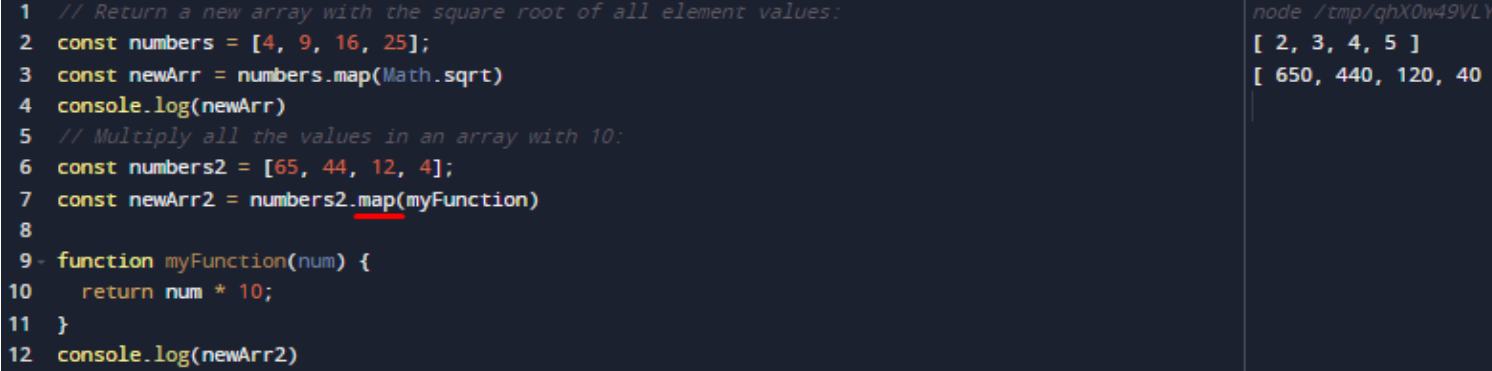 1 // Return a new array with the square root of all element values:
2 const numbers = [4, 9, 16, 25];
3 const newArr = numbers.map(Math.sqrt)
4 console.log(newArr)
5 // Multiply all the values in an array with 10:
6 const numbers2 = [65, 44, 12, 4];
7 const newArr2 = numbers2.map(myFunction)
8
9 function myFunction(num) {
10 return num * 10;
11 }
12 console.log(newArr2)
node /tmp/qhX0w49VLY
[ 2, 3, 4, 5 ]
[ 650, 440, 120, 40